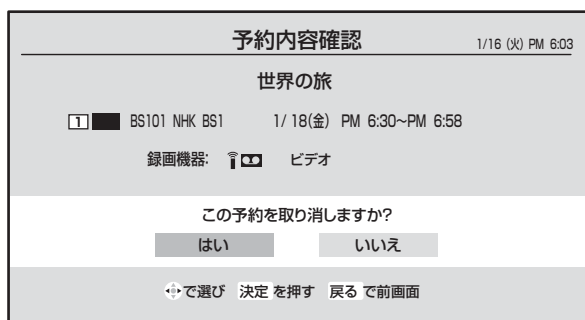 予約内容確認 1/16 (火) PM 6:03
世界の旅
1 BS101 NHK BS1 1/ 18(金) PM 6:30~PM 6:58
録画機器: ビデオ
この予約を取り消しますか?
はい いいえ
で選び 決定 を押す 戻る で前画面